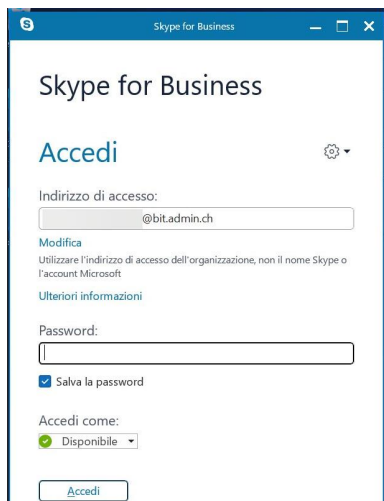 Skype for Business
Skype for Business
Accedi
Indirizzo di accesso:
@bit.admin.ch
Modifica
Utilizzare l'indirizzo di accesso dell'organizzazione, non il nome Skype o
l'account Microsoft
Ulteriori informazioni
Password:
Salva la password
Accedi come:
Disponibile
Accedi